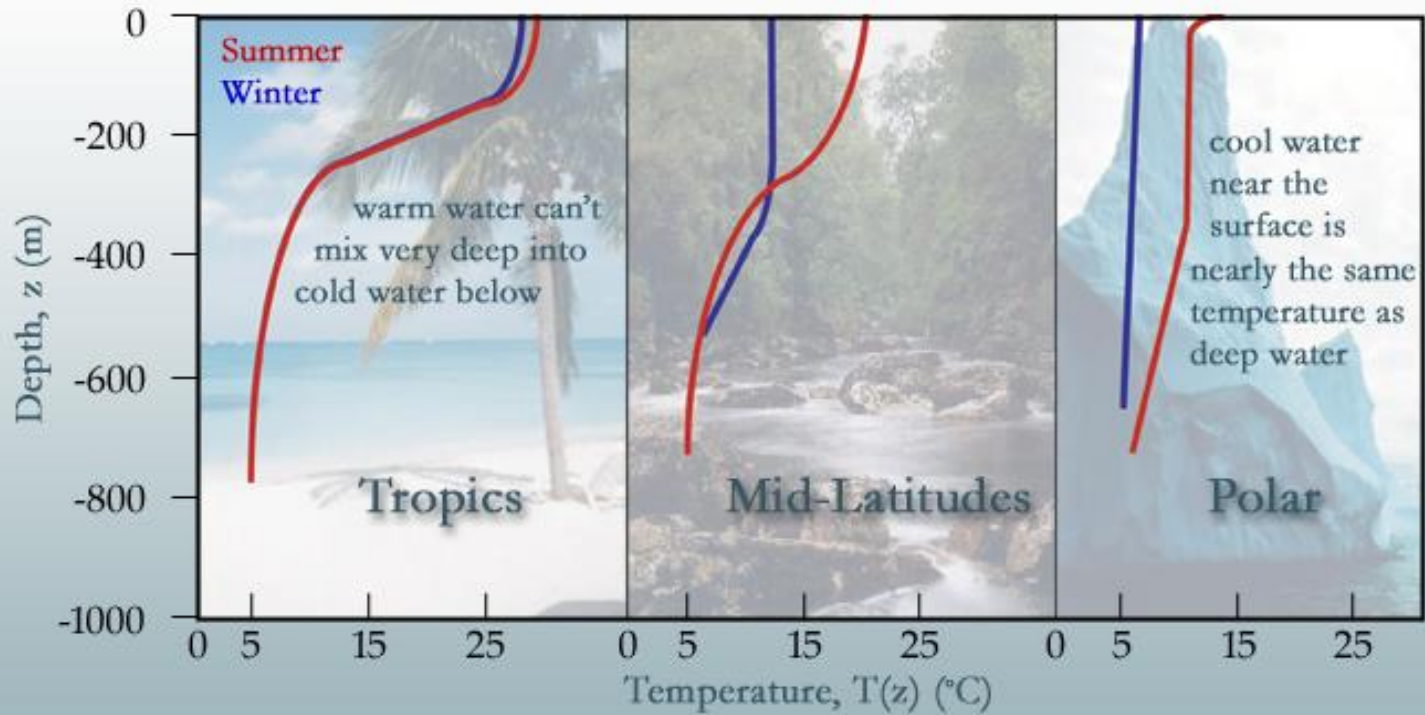 0
-200
-400
-600
-800
-1000
Depth, z (m)
Summer
Winter
warm water can't
mix very deep into
cold water below
Tropics
Mid-Latitudes
cool water
near the
surface is
nearly the same
temperature as
deep water
Polar
0 5 15 25 0 5 15 25 0 5 15 25
Temperature, T(z) (°C)